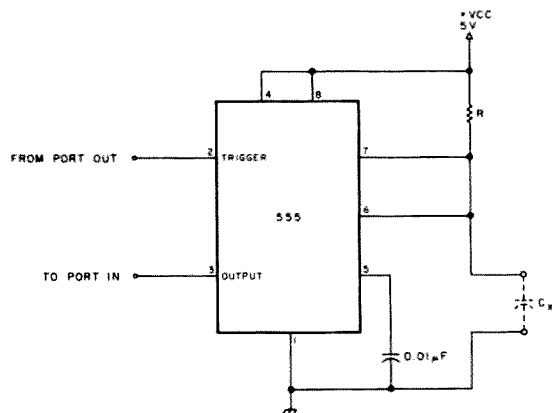 +VCC
5V
4
8
R
FROM PORT OUT
2
TRIGGER
7
555
6
TO PORT IN
3
OUTPUT
5
Cx
1
0.01µF